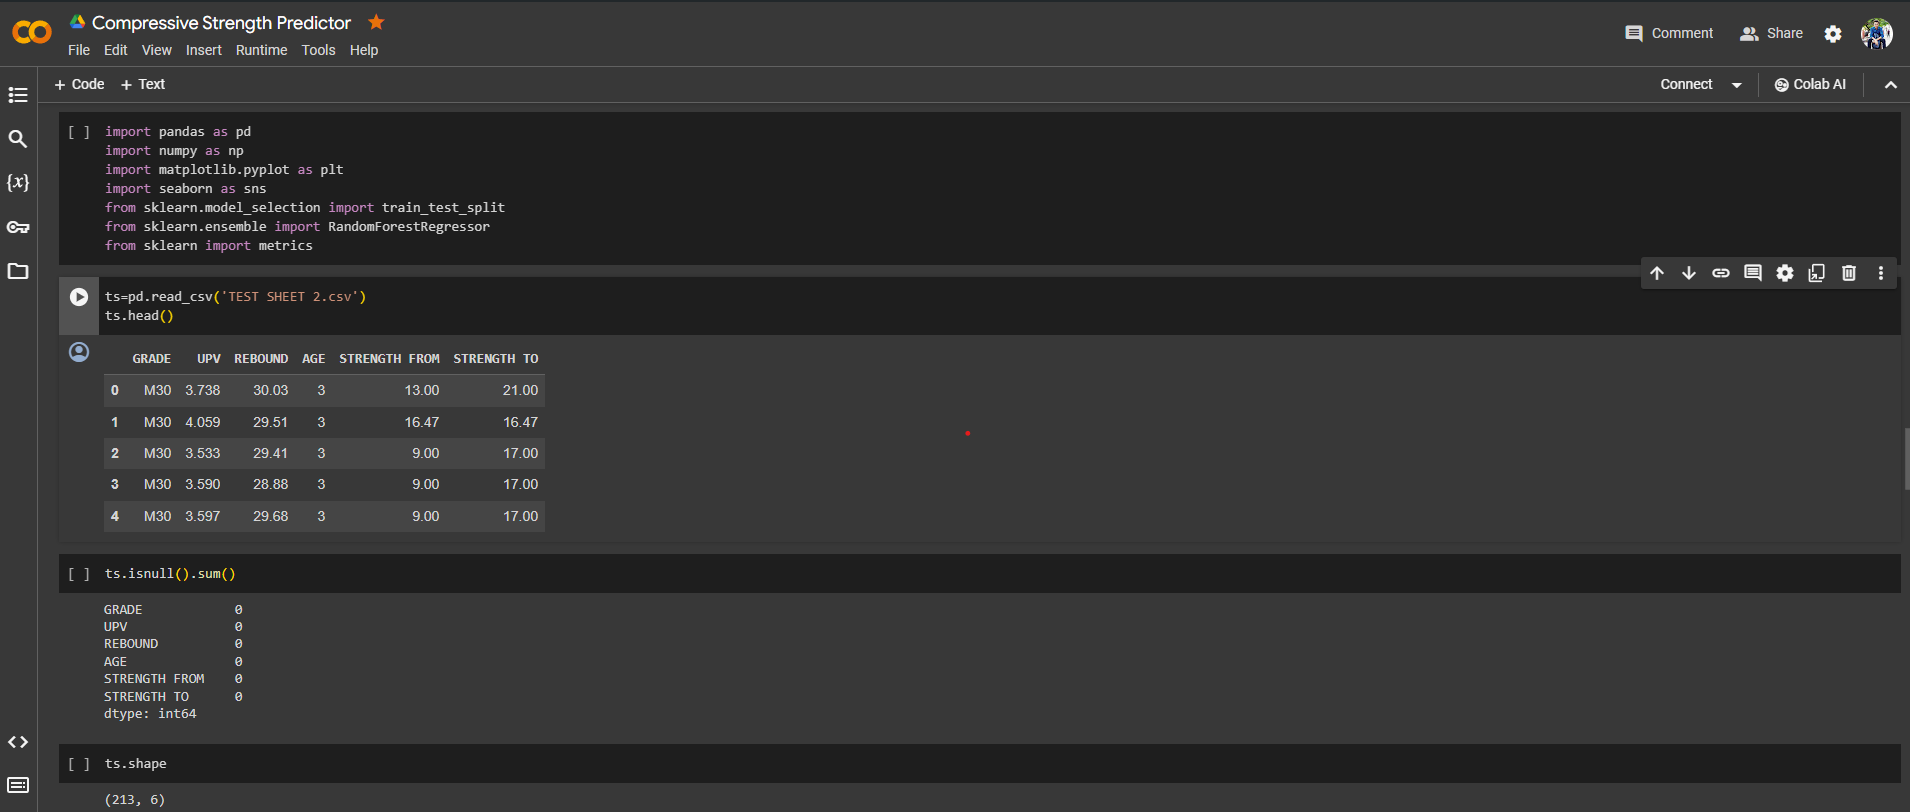 CO
Compressive Strength Predictor
File Edit View Insert Runtime Tools Help
Comment Share
+ Code + Text
Connect Colab AI
[ ] import pandas as pd
import numpy as np
import matplotlib.pyplot as plt
import seaborn as sns
from sklearn.model_selection import train_test_split
from sklearn.ensemble import RandomForestRegressor
from sklearn import metrics
{x}
ts=pd.read_csv('TEST SHEET 2.csv')
ts.head()
GRADE UPV REBOUND AGE STRENGTH FROM STRENGTH TO
0 M30 3.738 30.03 3 13.00 21.00
1 M30 4.059 29.51 3 16.47 16.47
2 M30 3.533 29.41 3 9.00 17.00
3 M30 3.590 28.88 3 9.00 17.00
4 M30 3.597 29.68 3 9.00 17.00
[ ] ts.isnull().sum()
GRADE 0
UPV 0
REBOUND 0
AGE 0
STRENGTH FROM 0
STRENGTH TO 0
dtype: int64
[ ] ts.shape
(213, 6)